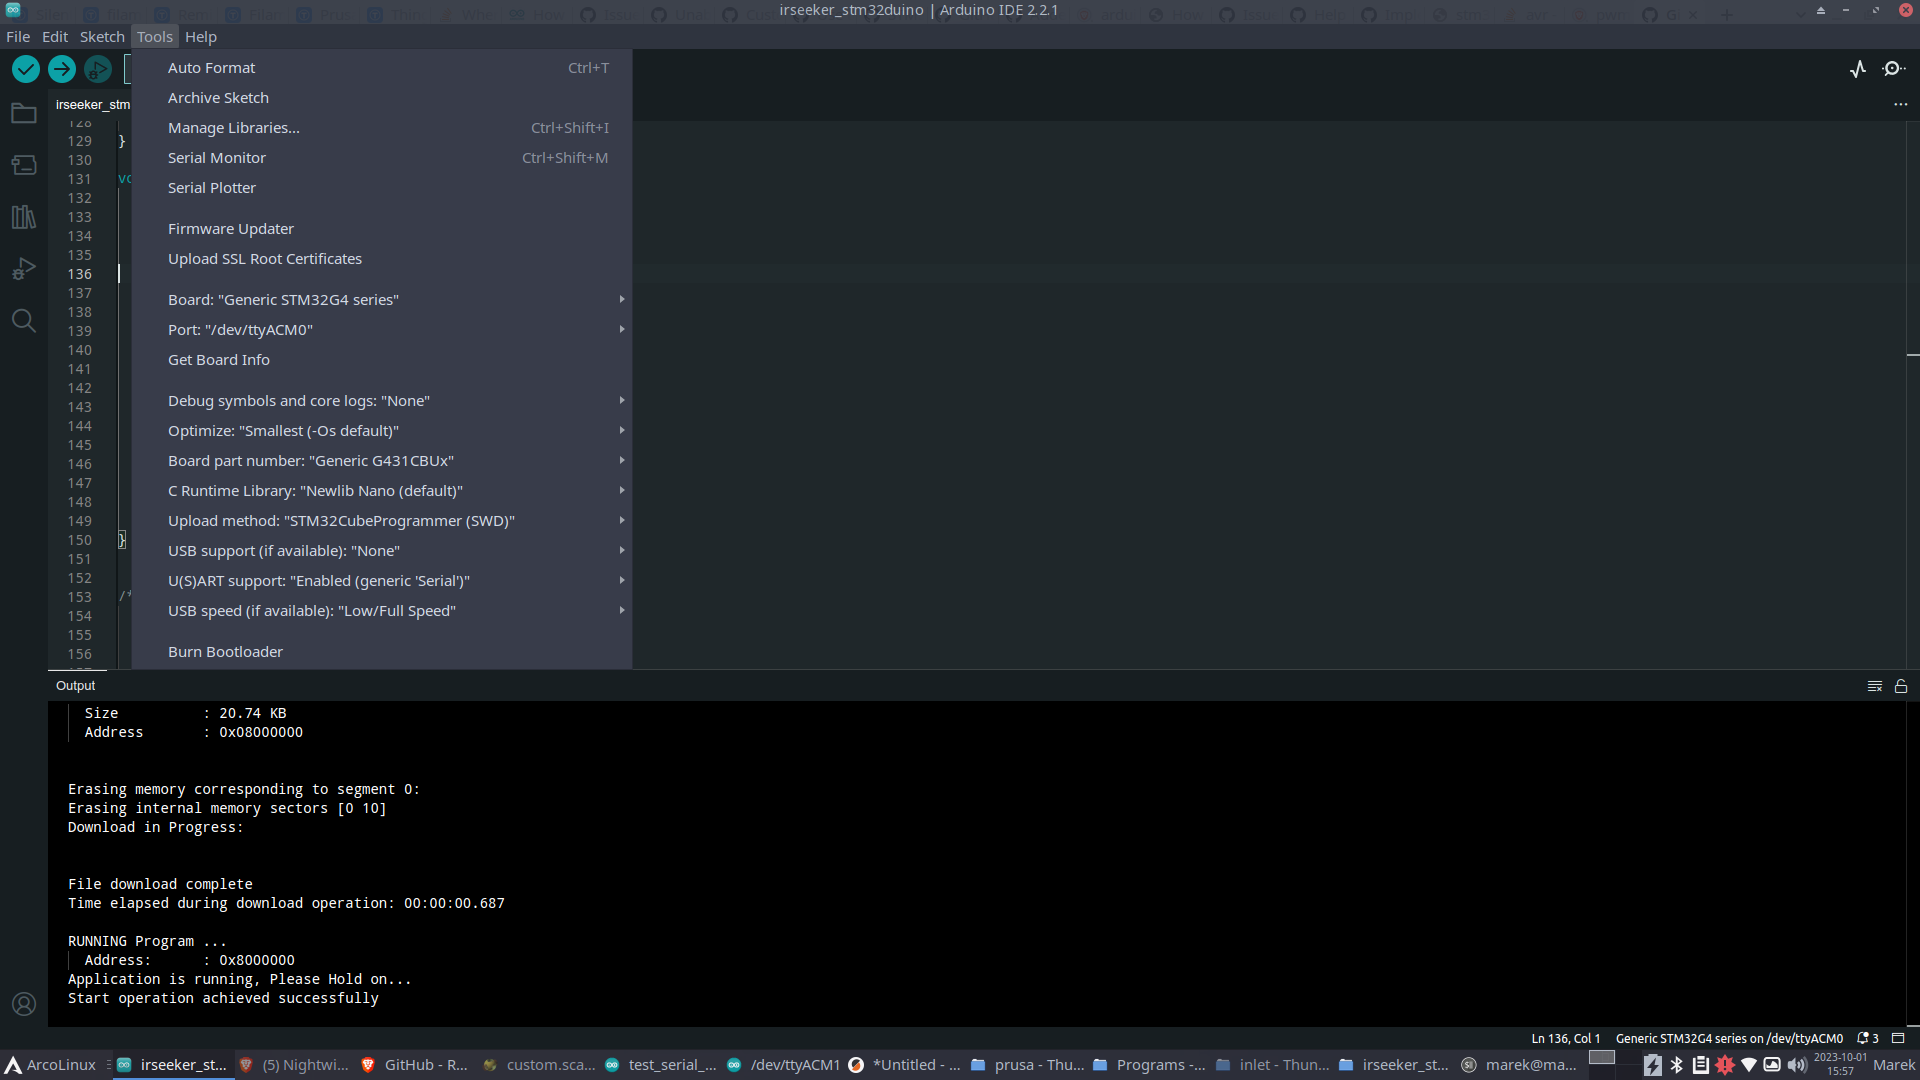 irseeker_stm32duino | Arduino IDE 2.2.1
File Edit Sketch Tools Help
Auto Format Ctrl+T
Archive Sketch
Manage Libraries... Ctrl+Shift+I
Serial Monitor Ctrl+Shift+M
Serial Plotter
Firmware Updater
Upload SSL Root Certificates
Board: "Generic STM32G4 series"
Port: "/dev/ttyACM0"
Get Board Info
Debug symbols and core logs: "None"
Optimize: "Smallest (-Os default)"
Board part number: "Generic G431CBUx"
C Runtime Library: "Newlib Nano (default)"
Upload method: "STM32CubeProgrammer (SWD)"
USB support (if available): "None"
U(S)ART support: "Enabled (generic 'Serial')"
USB speed (if available): "Low/Full Speed"
Burn Bootloader
irseeker_stm
...
128
129 }
130
131 vo
132
133
134
135
136
137
138
139
140
141
142
143
144
145
146
147
148
149
150 }
151
152
153 /*
154
155
156
Output
Size : 20.74 KB
Address : 0x08000000
Erasing memory corresponding to segment 0:
Erasing internal memory sectors [0 10]
Download in Progress:
File download complete
Time elapsed during download operation: 00:00:00.687
RUNNING Program ...
Address: : 0x8000000
Application is running, Please Hold on...
Start operation achieved successfully
Ln 136, Col 1 Generic STM32G4 series on /dev/ttyACM0 3
ArcoLinux irseeker_st... (5) Nightwi... GitHub - R... custom.sca... test_serial_... /dev/ttyACM1 *Untitled - ... prusa - Thu... Programs -... inlet - Thun... irseeker_st... marek@ma... 2023-10-01 15:57 Marek